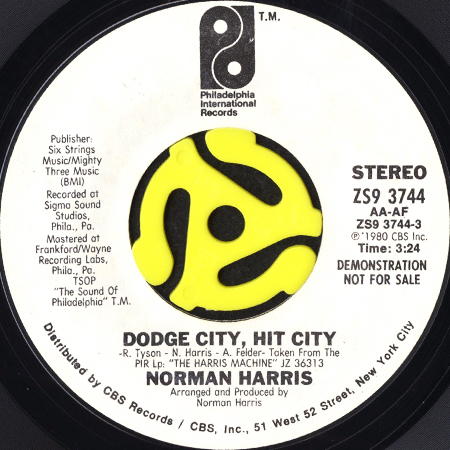 T.M.
Philadelphia
International
Records
Publisher:
Six Strings
Music/Mighty
Three Music
(BMI)
Recorded at
Sigma Sound
Studios,
Phila., Pa.
Mastered at
Frankford/Wayne
Recording Labs,
Phila., Pa.
TSOP
"The Sound Of
Philadelphia" T.M.
STEREO
ZS9 3744
AA-AF
ZS9 3744-3
℗ 1980 CBS Inc.
Time: 3:24
DEMONSTRATION
NOT FOR SALE
DODGE CITY, HIT CITY
-R. Tyson - N. Harris - A. Felder- Taken From The
PIR Lp: "THE HARRIS MACHINE" JZ 36313
NORMAN HARRIS
Arranged and Produced by
Norman Harris
Distributed by CBS Records / CBS, Inc., 51 West 52 Street, New York City